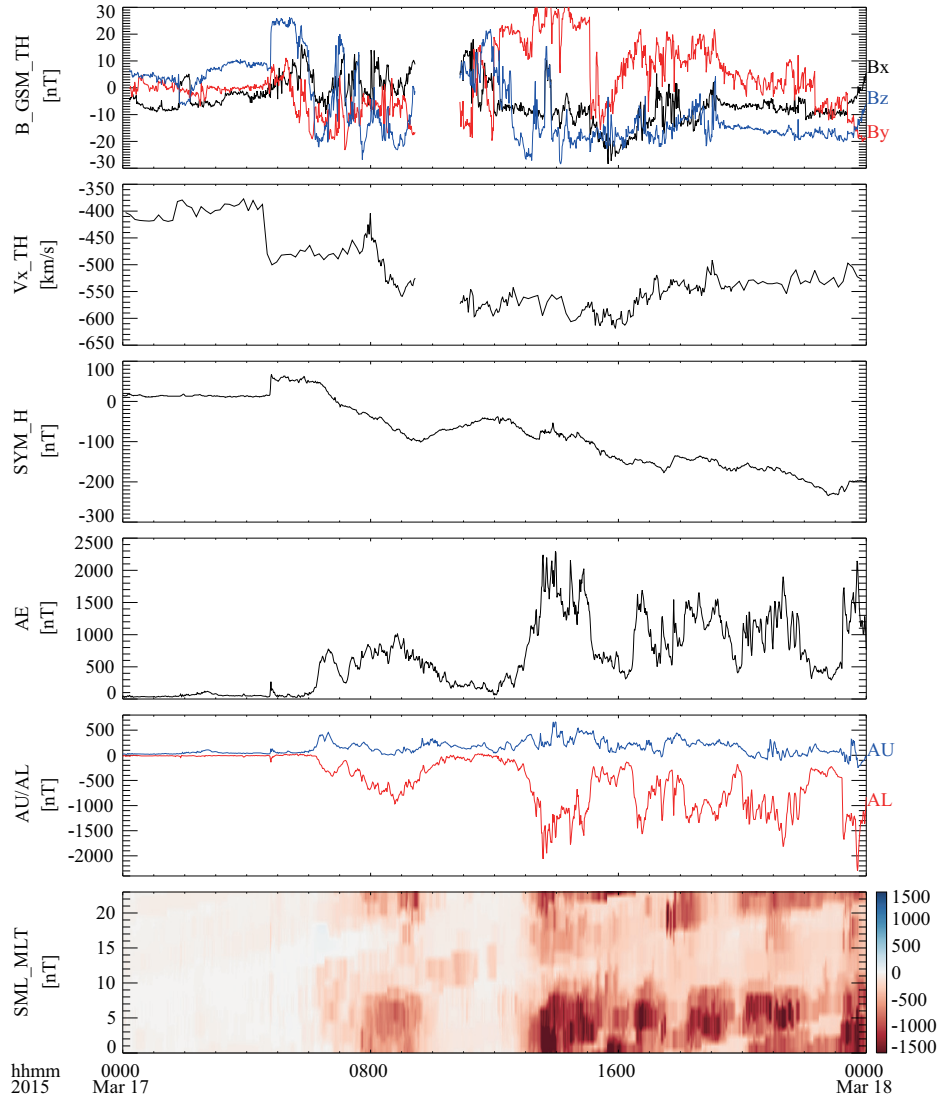 B_GSM_TH
[nT]
30
20
10
0
-10
-20
-30
Bx
Bz
By
Vx_TH
[km/s]
-350
-400
-450
-500
-550
-600
-650
SYM_H
[nT]
100
0
-100
-200
-300
AE
[nT]
2500
2000
1500
1000
500
0
AU/AL
[nT]
500
0
-500
-1000
-1500
-2000
AU
AL
SML_MLT
[nT]
20
15
10
5
0
1500
1000
500
0
-500
-1000
-1500
hhmm 0000 0800 1600 0000
2015 Mar 17 Mar 18